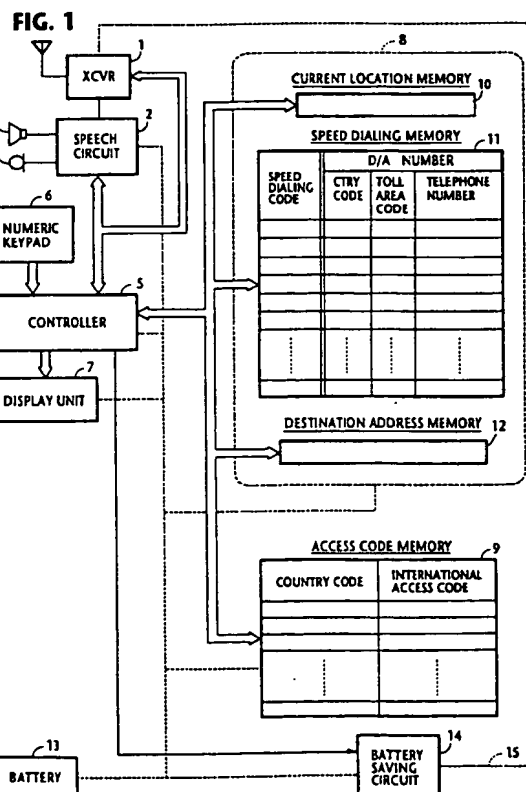 FIG. 1
1
XCVR
2
SPEECH
CIRCUIT
6
NUMERIC
KEYPAD
5
CONTROLLER
7
DISPLAY UNIT
8
CURRENT LOCATION MEMORY
10
SPEED DIALING MEMORY
11
SPEED
DIALING
CODE
D/A NUMBER
CTRY
CODE
TOLL
AREA
CODE
TELEPHONE
NUMBER
DESTINATION ADDRESS MEMORY
12
ACCESS CODE MEMORY
9
COUNTRY CODE
INTERNATIONAL
ACCESS CODE
13
BATTERY
14
BATTERY
SAVING
CIRCUIT
15